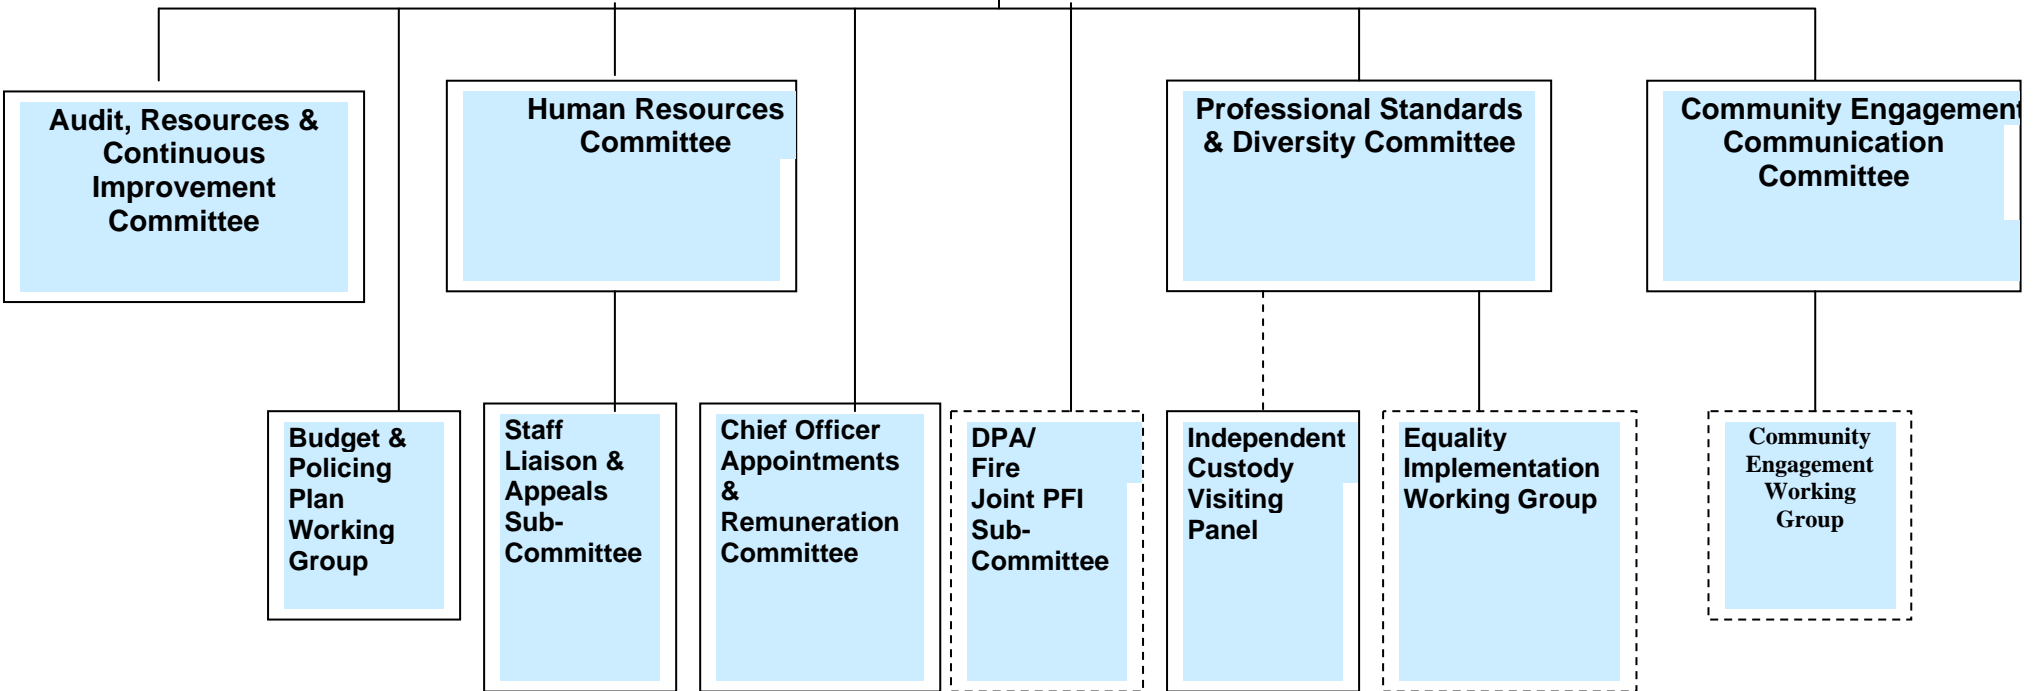 Audit, Resources &
Continuous
Improvement
Committee
Human Resources
Committee
Professional Standards
& Diversity Committee
Community Engagement
Communication
Committee
Budget &
Policing
Plan
Working
Group
Staff
Liaison &
Appeals
Sub-
Committee
Chief Officer
Appointments
&
Remuneration
Committee
DPA/
Fire
Joint PFI
Sub-
Committee
Independent
Custody
Visiting
Panel
Equality
Implementation
Working Group
Community
Engagement
Working
Group